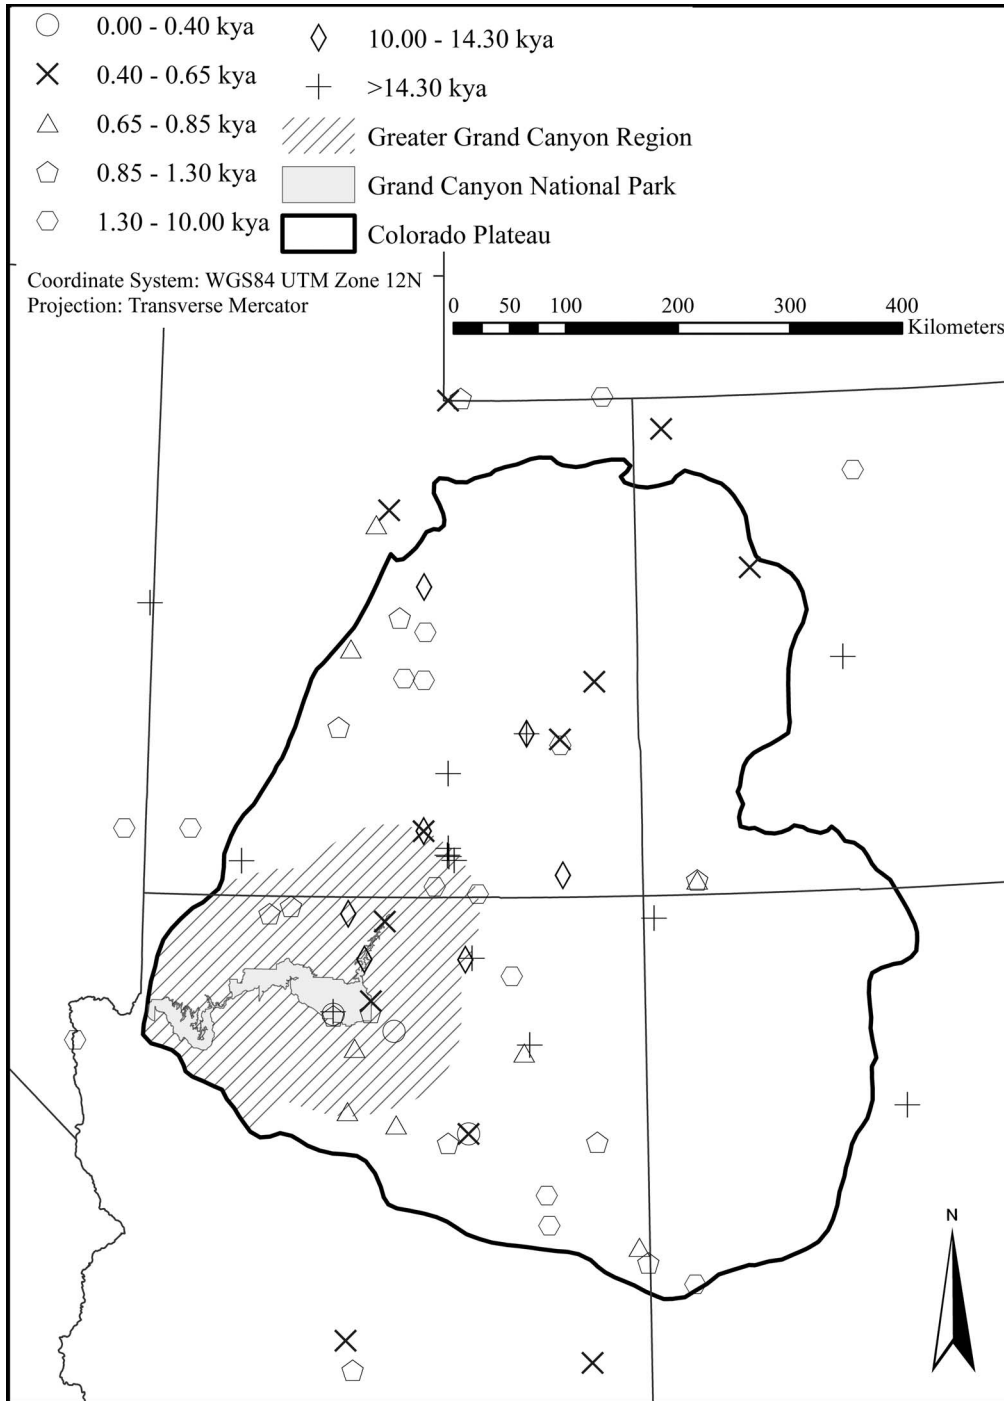 0.00 - 0.40 kya
0.40 - 0.65 kya
0.65 - 0.85 kya
0.85 - 1.30 kya
1.30 - 10.00 kya
10.00 - 14.30 kya
>14.30 kya
Greater Grand Canyon Region
Grand Canyon National Park
Colorado Plateau
Coordinate System: WGS84 UTM Zone 12N
Projection: Transverse Mercator
0 50 100 200 300 400
Kilometers
N